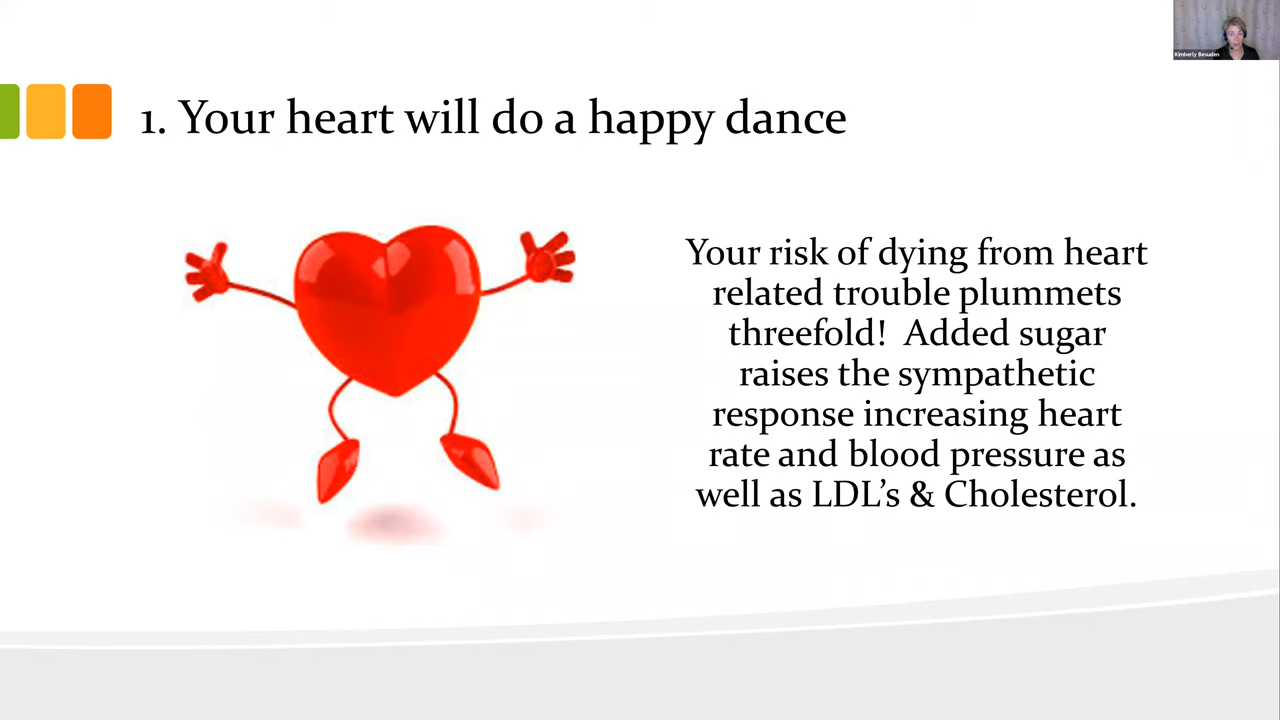 Kimberly Besuden
1. Your heart will do a happy dance
Your risk of dying from heart
related trouble plummets
threefold!  Added sugar
raises the sympathetic
response increasing heart
rate and blood pressure as
well as LDL’s & Cholesterol.